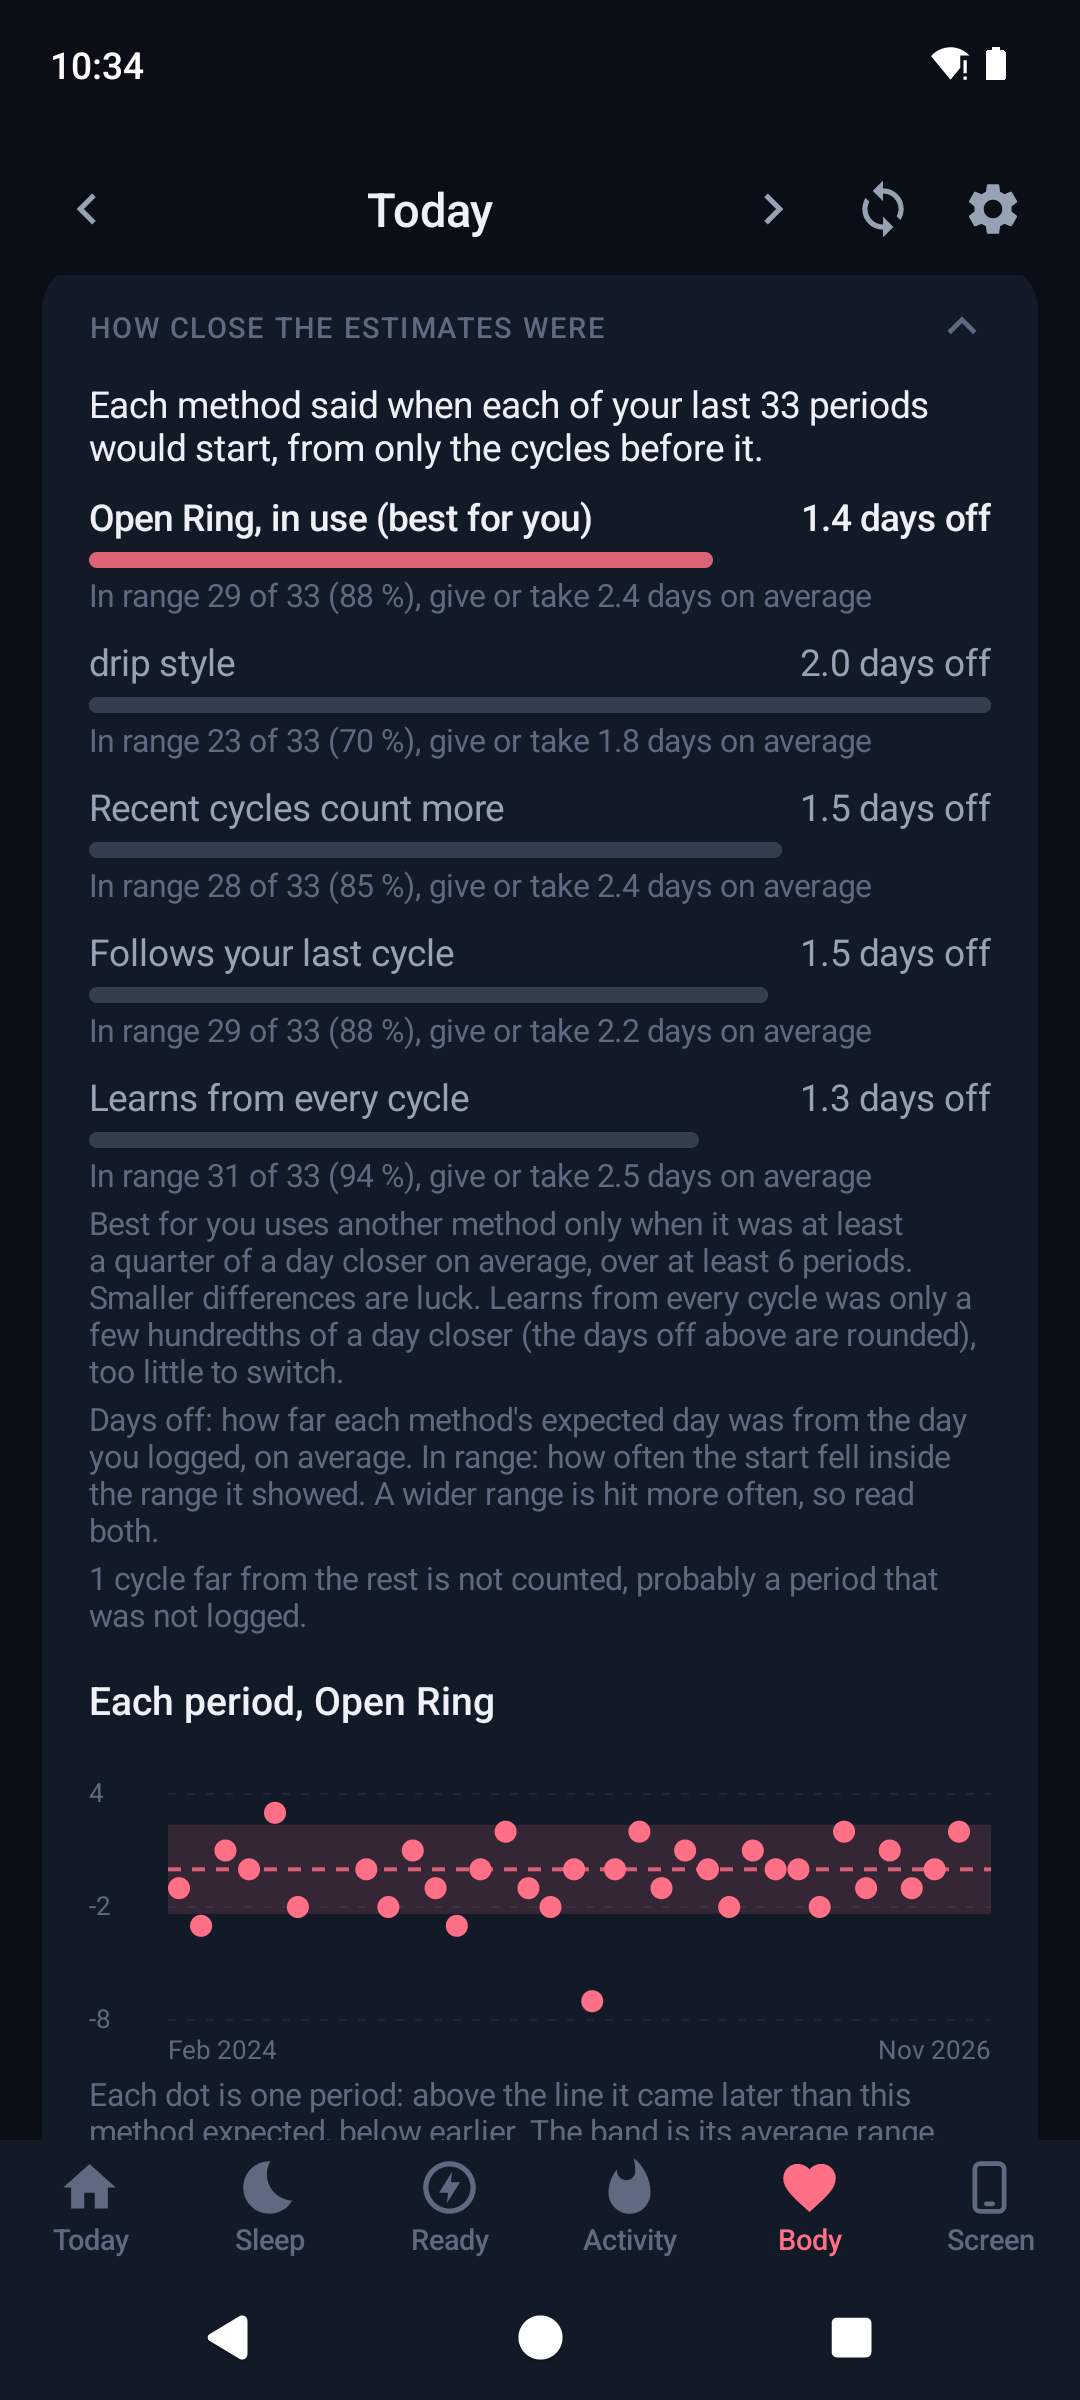 10:34
Today
HOW CLOSE THE ESTIMATES WERE
Each method said when each of your last 33 periods
would start, from only the cycles before it.
Open Ring, in use (best for you)
1.4 days off
In range 29 of 33 (88 %), give or take 2.4 days on average
drip style
2.0 days off
In range 23 of 33 (70 %), give or take 1.8 days on average
Recent cycles count more
1.5 days off
In range 28 of 33 (85 %), give or take 2.4 days on average
Follows your last cycle
1.5 days off
In range 29 of 33 (88 %), give or take 2.2 days on average
Learns from every cycle
1.3 days off
In range 31 of 33 (94 %), give or take 2.5 days on average
Best for you uses another method only when it was at least
a quarter of a day closer on average, over at least 6 periods.
Smaller differences are luck. Learns from every cycle was only a
few hundredths of a day closer (the days off above are rounded),
too little to switch.
Days off: how far each method's expected day was from the day
you logged, on average. In range: how often the start fell inside
the range it showed. A wider range is hit more often, so read
both.
1 cycle far from the rest is not counted, probably a period that
was not logged.
Each period, Open Ring
4
-2
-8
Feb 2024
Nov 2026
Each dot is one period: above the line it came later than this
method expected, below earlier. The band is its average range.
Today
Sleep
Ready
Activity
Body
Screen